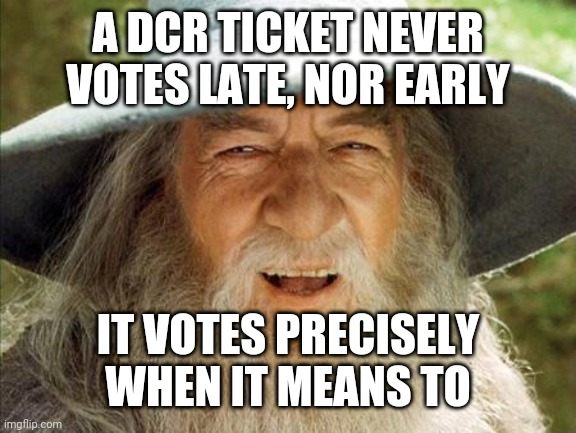 A DCR TICKET NEVER
VOTES LATE, NOR EARLY
IT VOTES PRECISELY
WHEN IT MEANS TO
imgflip.com